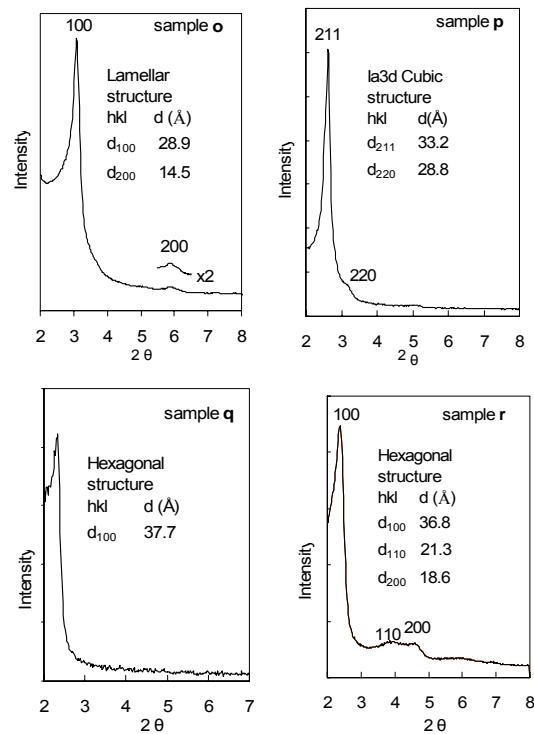 sample o
100
Lamellar
structure
hkl d (Å)
d100 28.9
d200 14.5
200
x2
Intensity
2 3 4 5 6 7 8
2 θ
sample p
211
Ia3d Cubic
structure
hkl d(Å)
d211 33.2
d220 28.8
220
Intensity
2 3 4 5 6 7 8
2 θ
sample q
Hexagonal
structure
hkl d (Å)
d100 37.7
Intensity
2 3 4 5 6 7
2 θ
sample r
100
Hexagonal
structure
hkl d (Å)
d100 36.8
d110 21.3
d200 18.6
110 200
Intensity
2 3 4 5 6 7 8
2 θ